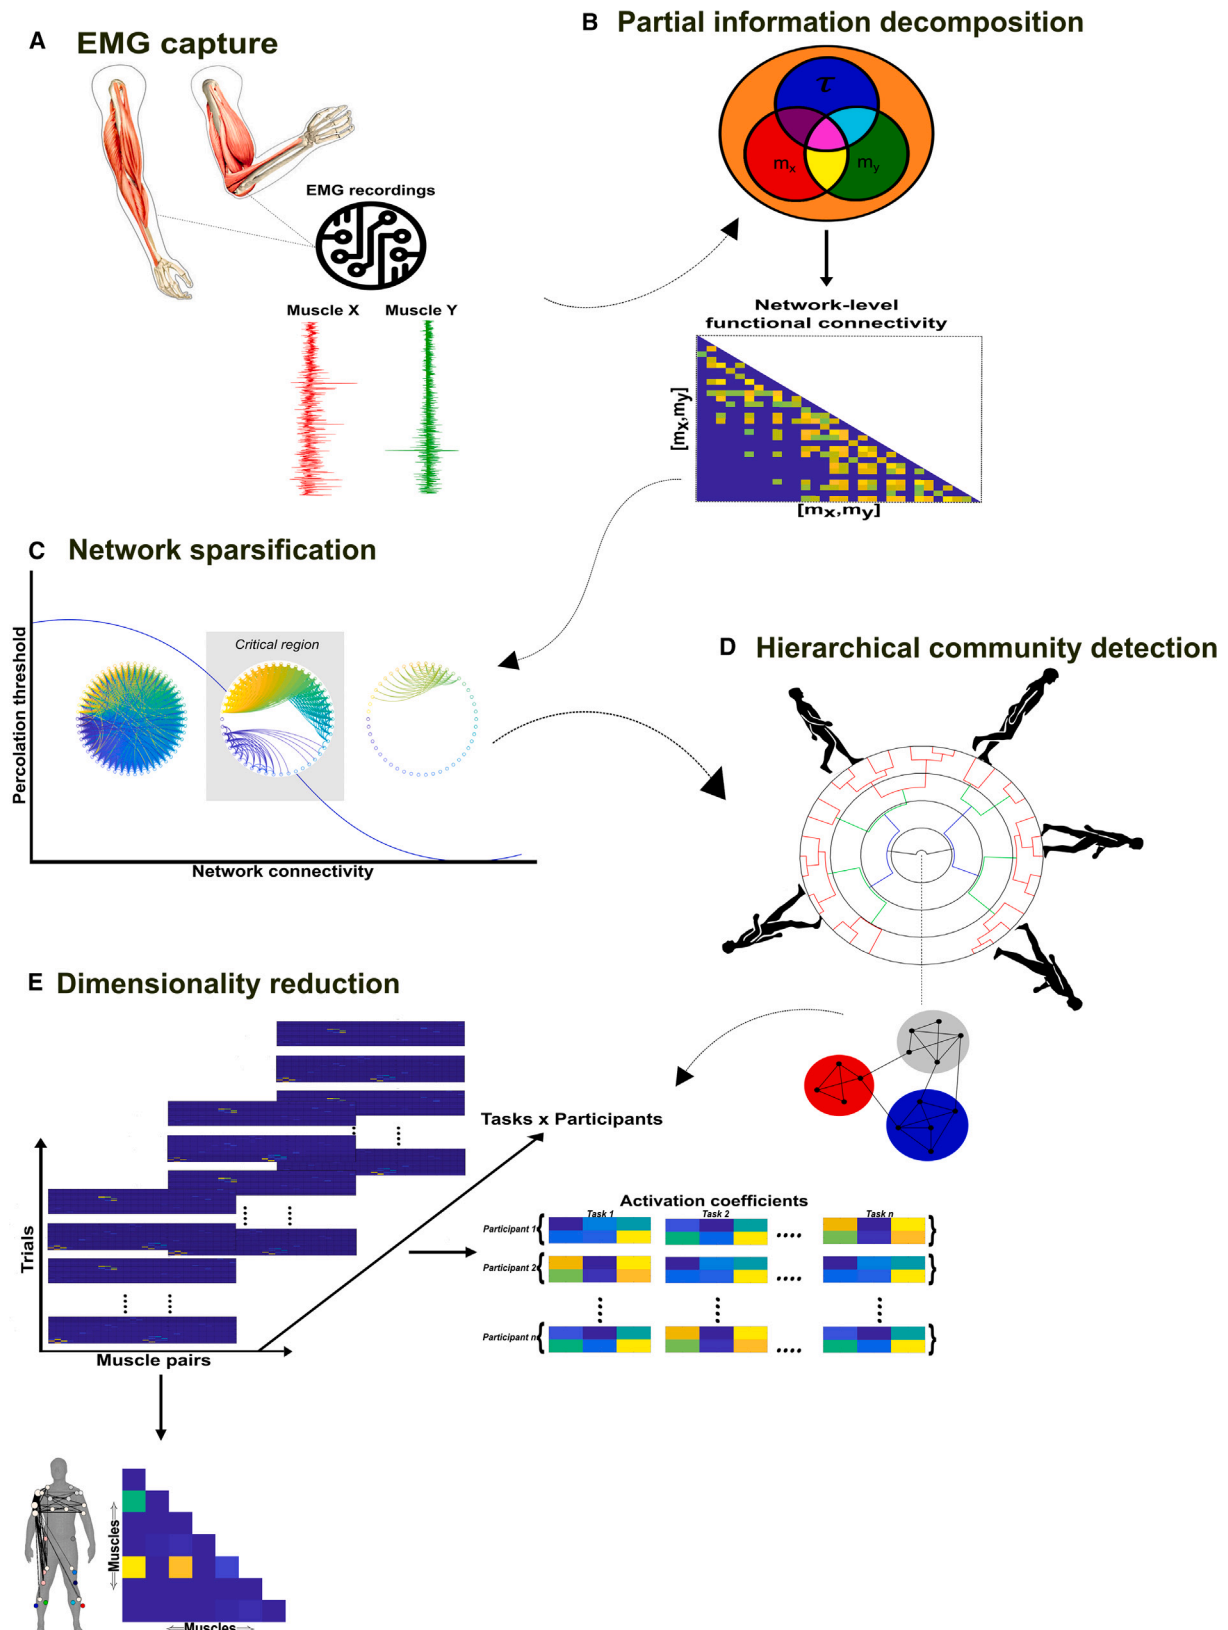 A EMG capture
EMG recordings
Muscle X Muscle Y
B Partial information decomposition
τ
mx my
Network-level
functional connectivity
[mx,my]
[mx,my]
C Network sparsification
Percolation threshold
Critical region
Network connectivity
D Hierarchical community detection
E Dimensionality reduction
Trials
Muscle pairs
Tasks x Participants
Activation coefficients
Task 1 Task 2 Task n
Participant 1
Participant 2
Participant n
Muscles
Muscles